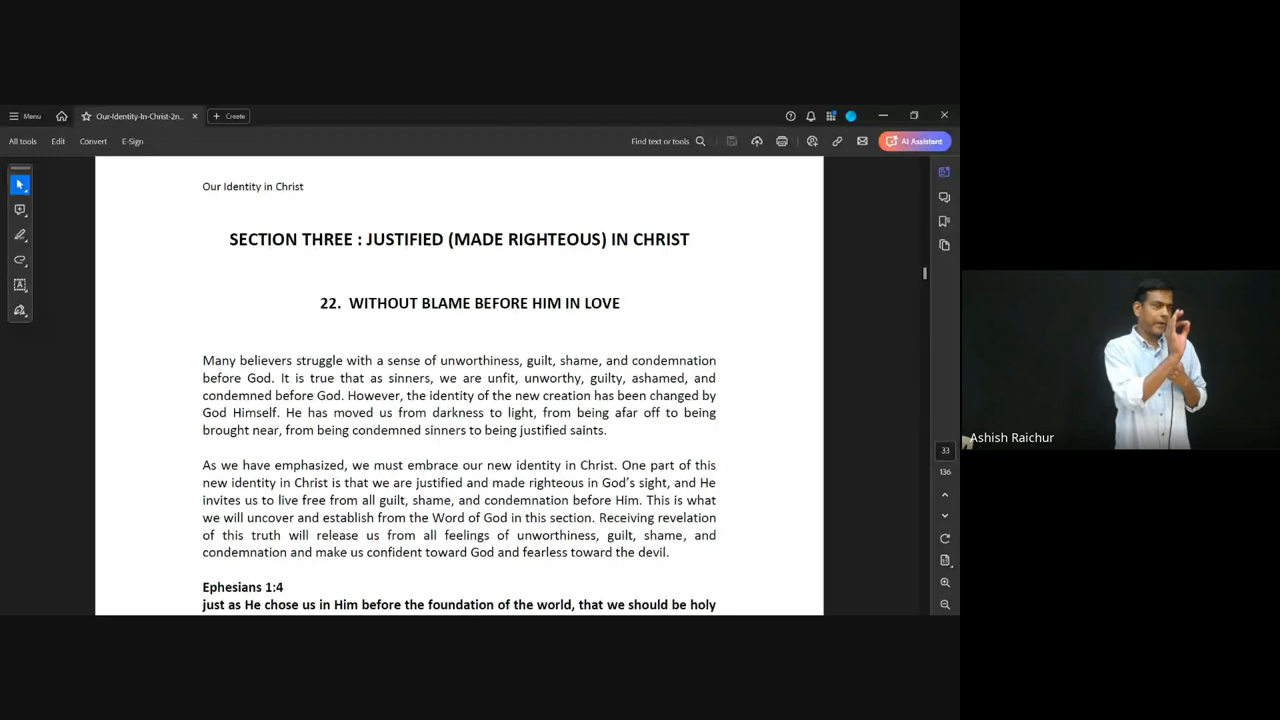 Menu
Our-Identity-In-Christ-2n...
Create
All tools
Edit
Convert
E-Sign
Find text or tools
AI Assistant
Our Identity in Christ
SECTION THREE : JUSTIFIED (MADE RIGHTEOUS) IN CHRIST
22. WITHOUT BLAME BEFORE HIM IN LOVE
Many believers struggle with a sense of unworthiness, guilt, shame, and condemnation
before God. It is true that as sinners, we are unfit, unworthy, guilty, ashamed, and
condemned before God. However, the identity of the new creation has been changed by
God Himself. He has moved us from darkness to light, from being afar off to being
brought near, from being condemned sinners to being justified saints.
As we have emphasized, we must embrace our new identity in Christ. One part of this
new identity in Christ is that we are justified and made righteous in God's sight, and He
invites us to live free from all guilt, shame, and condemnation before Him. This is what
we will uncover and establish from the Word of God in this section. Receiving revelation
of this truth will release us from all feelings of unworthiness, guilt, shame, and
condemnation and make us confident toward God and fearless toward the devil.
Ephesians 1:4
just as He chose us in Him before the foundation of the world, that we should be holy
33
136
Ashish Raichur